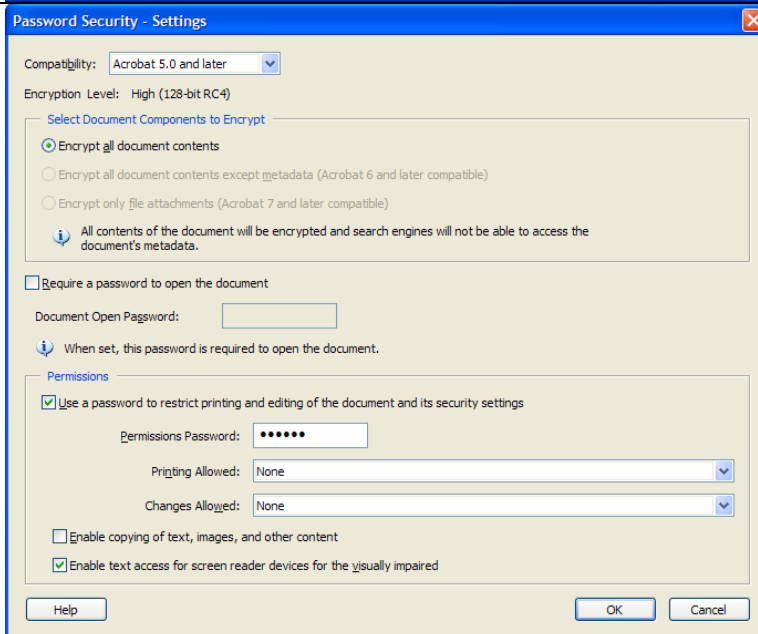 Password Security - Settings
Compatibility: Acrobat 5.0 and later
Encryption Level: High (128-bit RC4)
Select Document Components to Encrypt
Encrypt all document contents
Encrypt all document contents except metadata (Acrobat 6 and later compatible)
Encrypt only file attachments (Acrobat 7 and later compatible)
All contents of the document will be encrypted and search engines will not be able to access the
document's metadata.
Require a password to open the document
Document Open Password:
When set, this password is required to open the document.
Permissions
Use a password to restrict printing and editing of the document and its security settings
Permissions Password: ••••••
Printing Allowed: None
Changes Allowed: None
Enable copying of text, images, and other content
Enable text access for screen reader devices for the visually impaired
Help OK Cancel